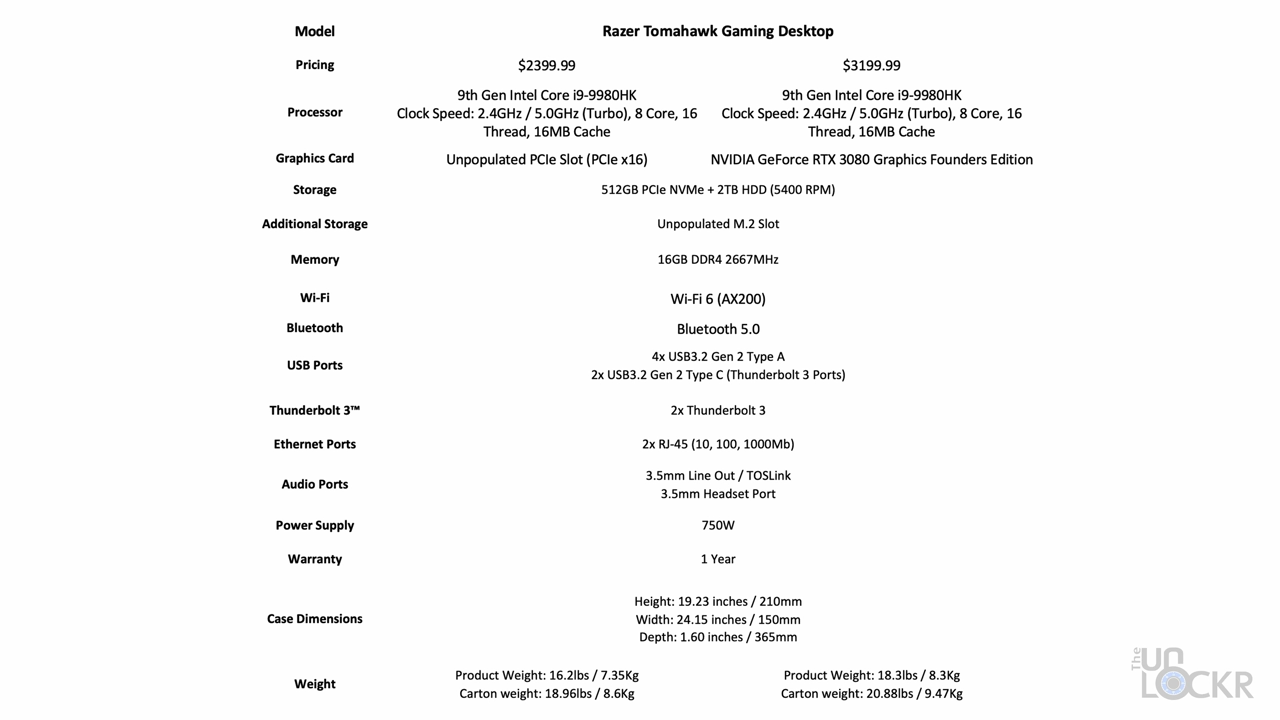 Model Razer Tomahawk Gaming Desktop
Pricing $2399.99 $3199.99
Processor
9th Gen Intel Core i9-9980HK
Clock Speed: 2.4GHz / 5.0GHz (Turbo), 8 Core, 16
Thread, 16MB Cache
9th Gen Intel Core i9-9980HK
Clock Speed: 2.4GHz / 5.0GHz (Turbo), 8 Core, 16
Thread, 16MB Cache
Graphics Card Unpopulated PCIe Slot (PCIe x16) NVIDIA GeForce RTX 3080 Graphics Founders Edition
Storage 512GB PCIe NVMe + 2TB HDD (5400 RPM)
Additional Storage Unpopulated M.2 Slot
Memory 16GB DDR4 2667MHz
Wi-Fi Wi-Fi 6 (AX200)
Bluetooth Bluetooth 5.0
USB Ports
4x USB3.2 Gen 2 Type A
2x USB3.2 Gen 2 Type C (Thunderbolt 3 Ports)
Thunderbolt 3™ 2x Thunderbolt 3
Ethernet Ports 2x RJ-45 (10, 100, 1000Mb)
Audio Ports
3.5mm Line Out / TOSLink
3.5mm Headset Port
Power Supply 750W
Warranty 1 Year
Case Dimensions
Height: 19.23 inches / 210mm
Width: 24.15 inches / 150mm
Depth: 1.60 inches / 365mm
Weight
Product Weight: 16.2lbs / 7.35Kg
Carton weight: 18.96lbs / 8.6Kg
Product Weight: 18.3lbs / 8.3Kg
Carton weight: 20.88lbs / 9.47Kg
The UN
LOCKR